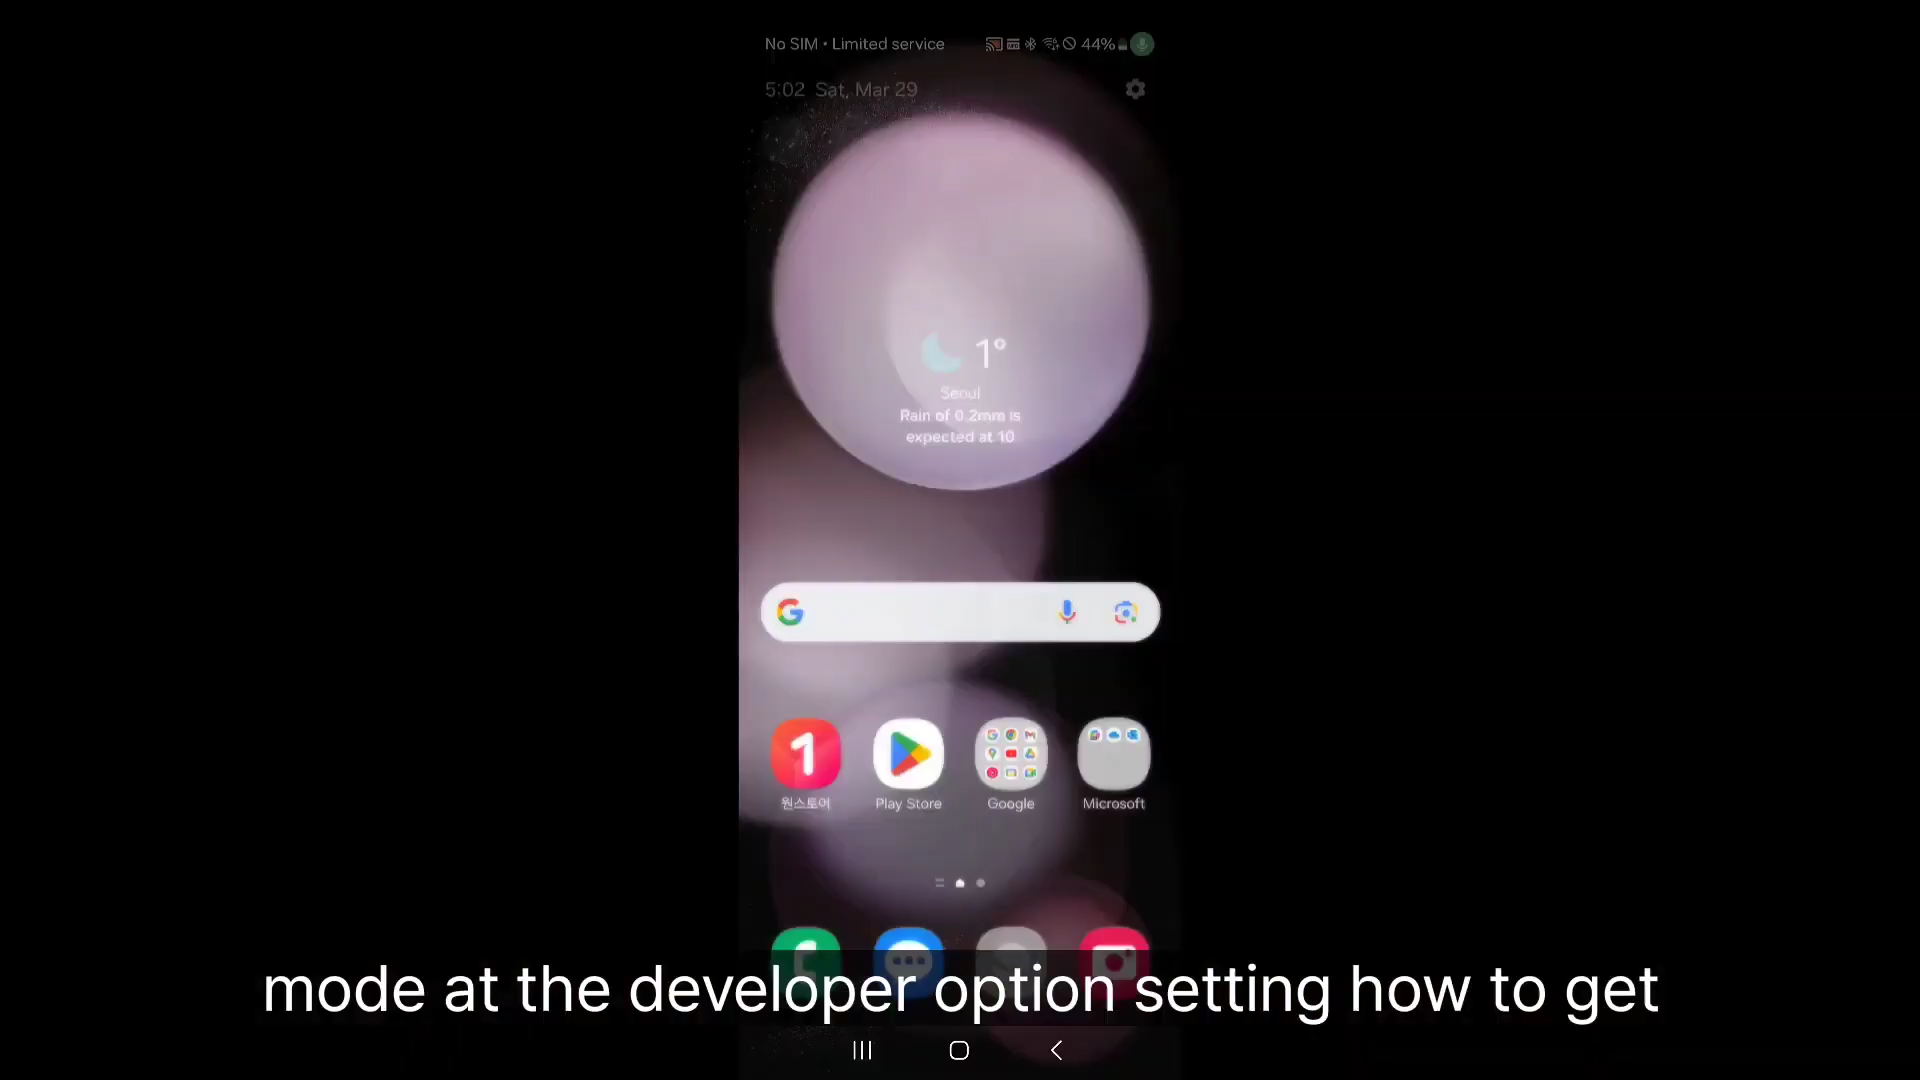 No SIM • Limited service
44%
5:02 Sat, Mar 29
1°
Seoul
Rain of 0.2mm is
expected at 10
원스토어
Play Store
Google
Microsoft
mode at the developer option setting how to get